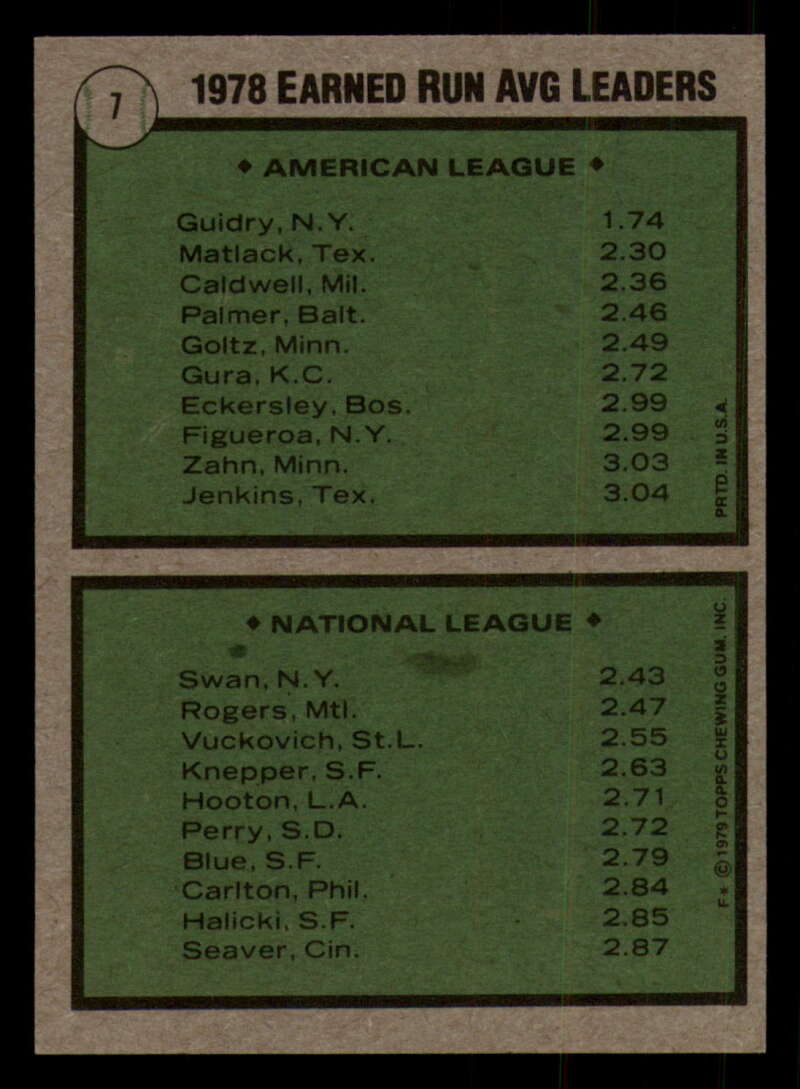 7
1978 EARNED RUN AVG LEADERS
♦ AMERICAN LEAGUE ♦
Guidry, N.Y. 1.74
Matlack, Tex. 2.30
Caldwell, Mil. 2.36
Palmer, Balt. 2.46
Goltz, Minn. 2.49
Gura, K.C. 2.72
Eckersley, Bos. 2.99
Figueroa, N.Y. 2.99
Zahn, Minn. 3.03
Jenkins, Tex. 3.04
PRTD. IN U.S.A.
♦ NATIONAL LEAGUE ♦
Swan, N.Y. 2.43
Rogers, Mtl. 2.47
Vuckovich, St.L. 2.55
Knepper, S.F. 2.63
Hooton, L.A. 2.71
Perry, S.D. 2.72
Blue, S.F. 2.79
Carlton, Phil. 2.84
Halicki, S.F. 2.85
Seaver, Cin. 2.87
F* © 1979 TOPPS CHEWING GUM, INC.